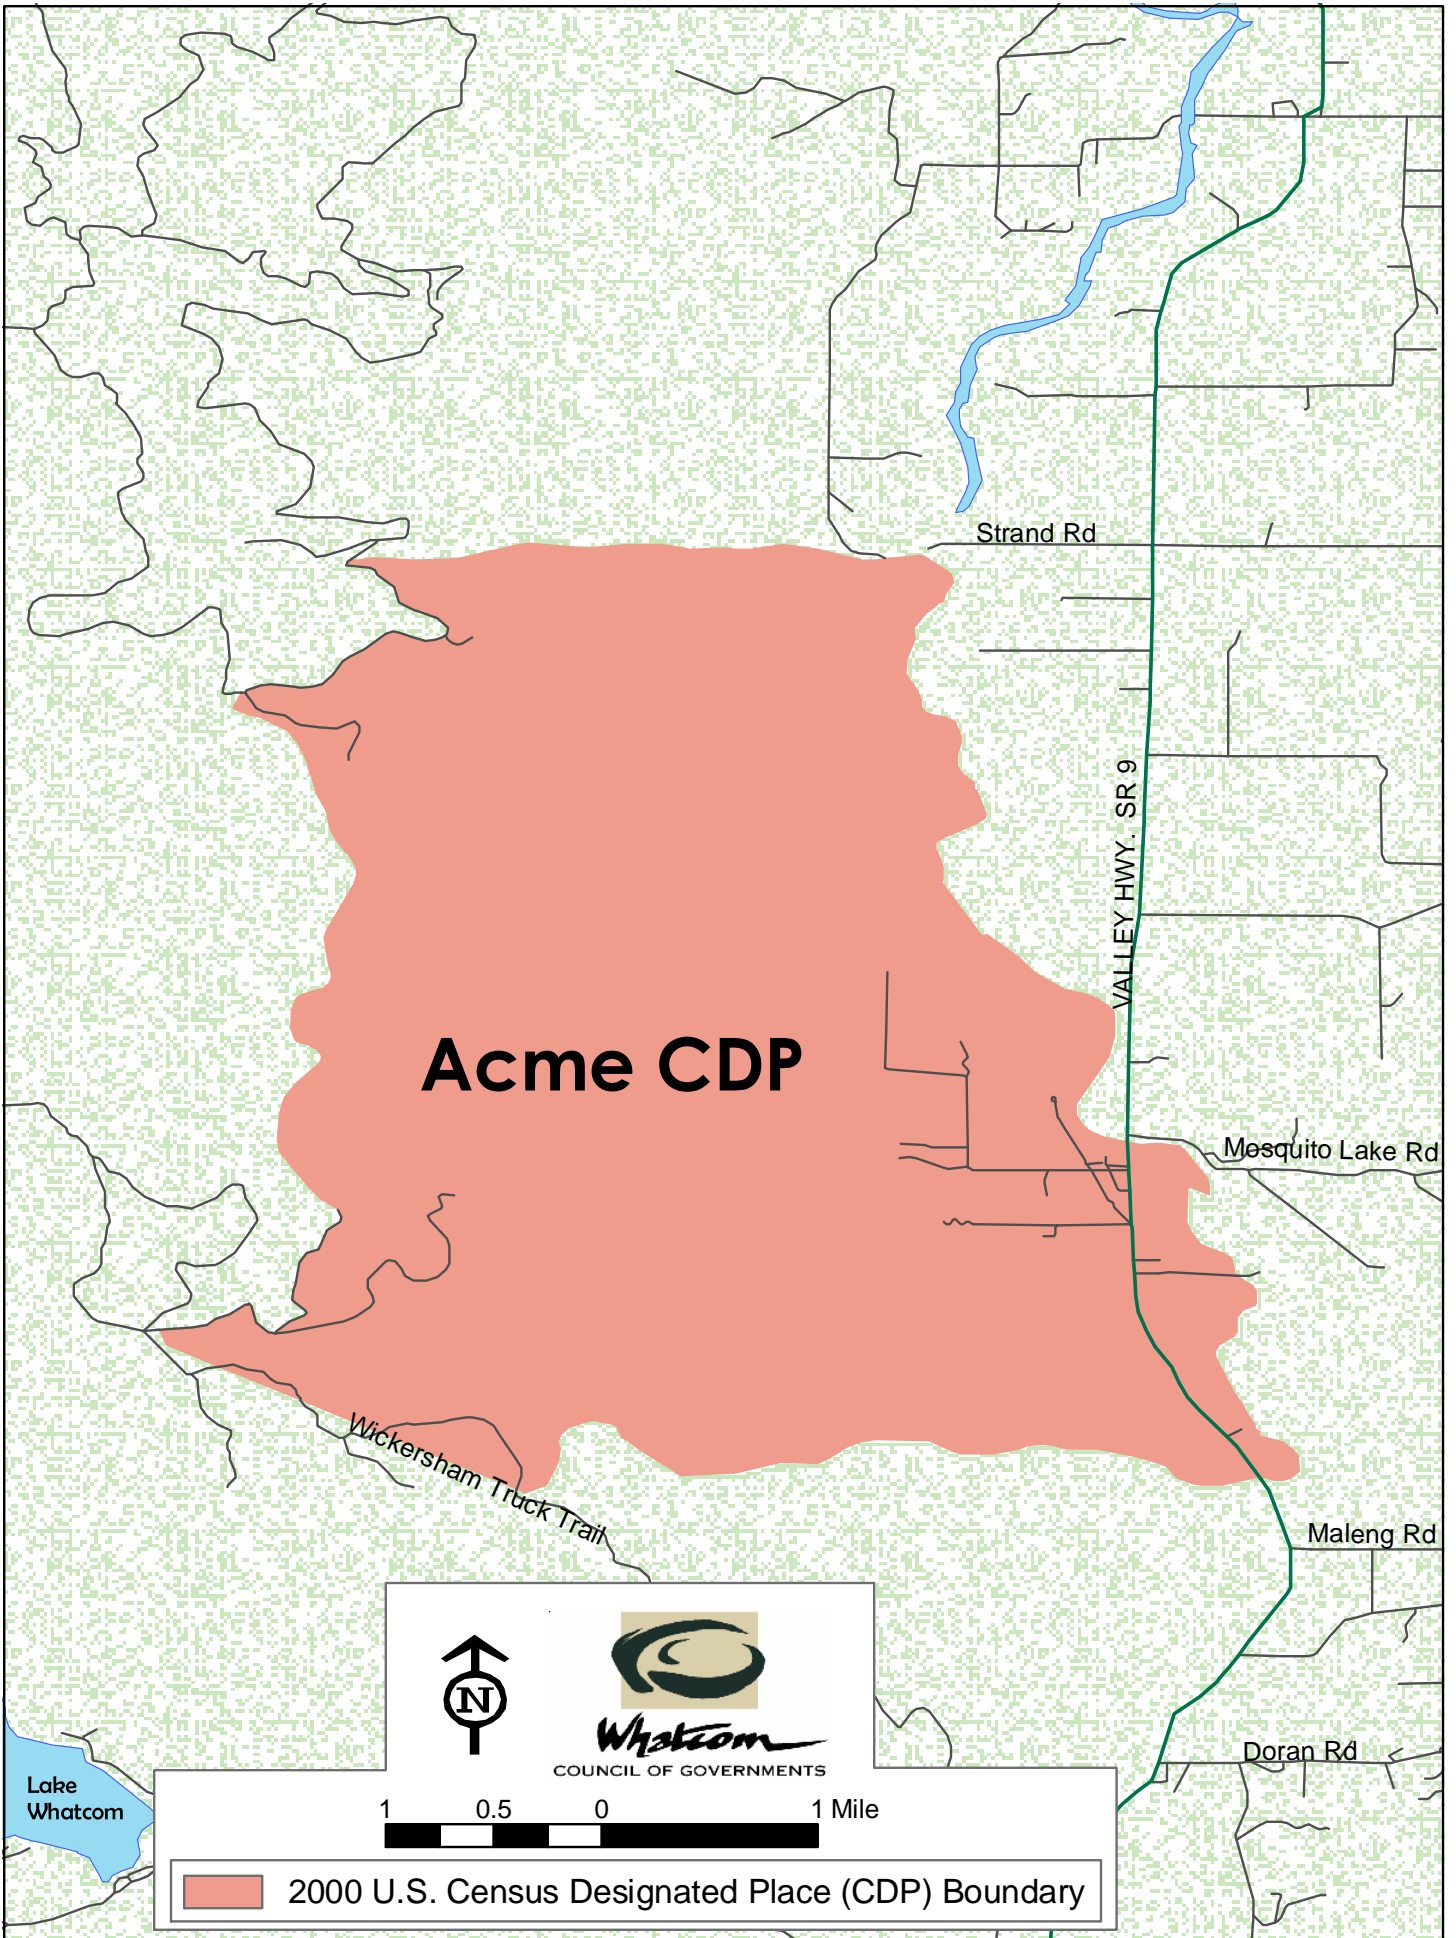 Strand Rd
VALLEY HWY. SR 9
Acme CDP
Mosquito Lake Rd
Wickersham Truck Trail
Maleng Rd
N
Whatcom
COUNCIL OF GOVERNMENTS
Doran Rd
Lake
Whatcom
1 0.5 0 1 Mile
2000 U.S. Census Designated Place (CDP) Boundary